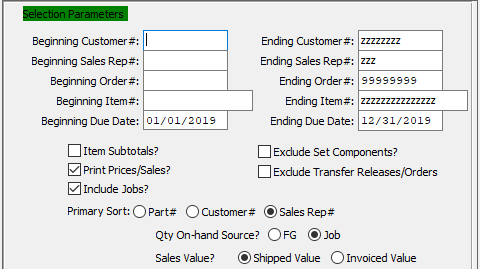 Selection Parameters
Beginning Customer#: Ending Customer#: zzzzzzzz
Beginning Sales Rep#: Ending Sales Rep#: zzz
Beginning Order#: Ending Order#: 99999999
Beginning Item#: Ending Item#: zzzzzzzzzzzzzzz
Beginning Due Date: 01/01/2019 Ending Due Date: 12/31/2019
Item Subtotals? Exclude Set Components?
Print Prices/Sales? Exclude Transfer Releases/Orders
Include Jobs?
Primary Sort: Part# Customer# Sales Rep#
Qty On-hand Source? FG Job
Sales Value? Shipped Value Invoiced Value